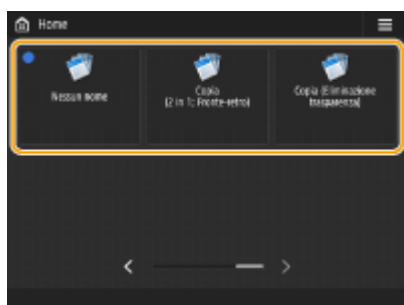 Home
Nessun nome
Copia
(2 in 1; Fronte-retro)
Copia (Eliminazione
trasparenza)